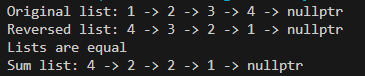 Original list: 1 -> 2 -> 3 -> 4 -> nullptr
Reversed list: 4 -> 3 -> 2 -> 1 -> nullptr
Lists are equal
Sum list: 4 -> 2 -> 2 -> 1 -> nullptr